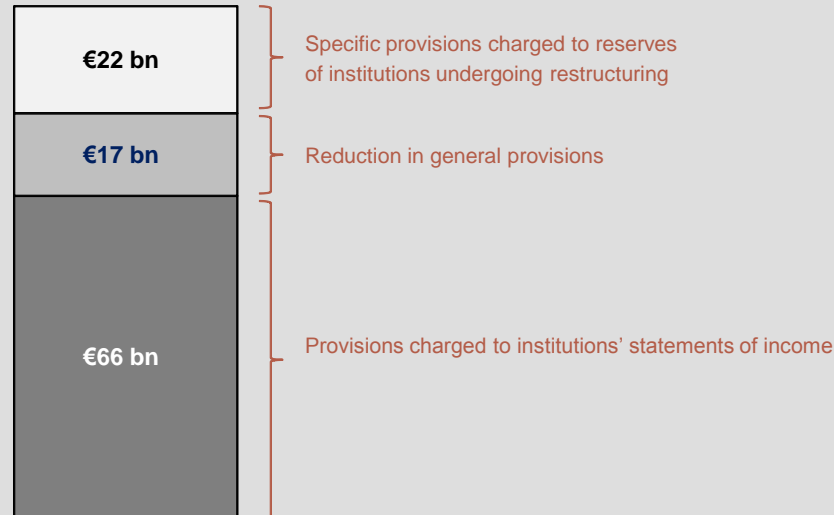 €22 bn
Specific provisions charged to reserves
of institutions undergoing restructuring
€17 bn
Reduction in general provisions
€66 bn
Provisions charged to institutions’ statements of income